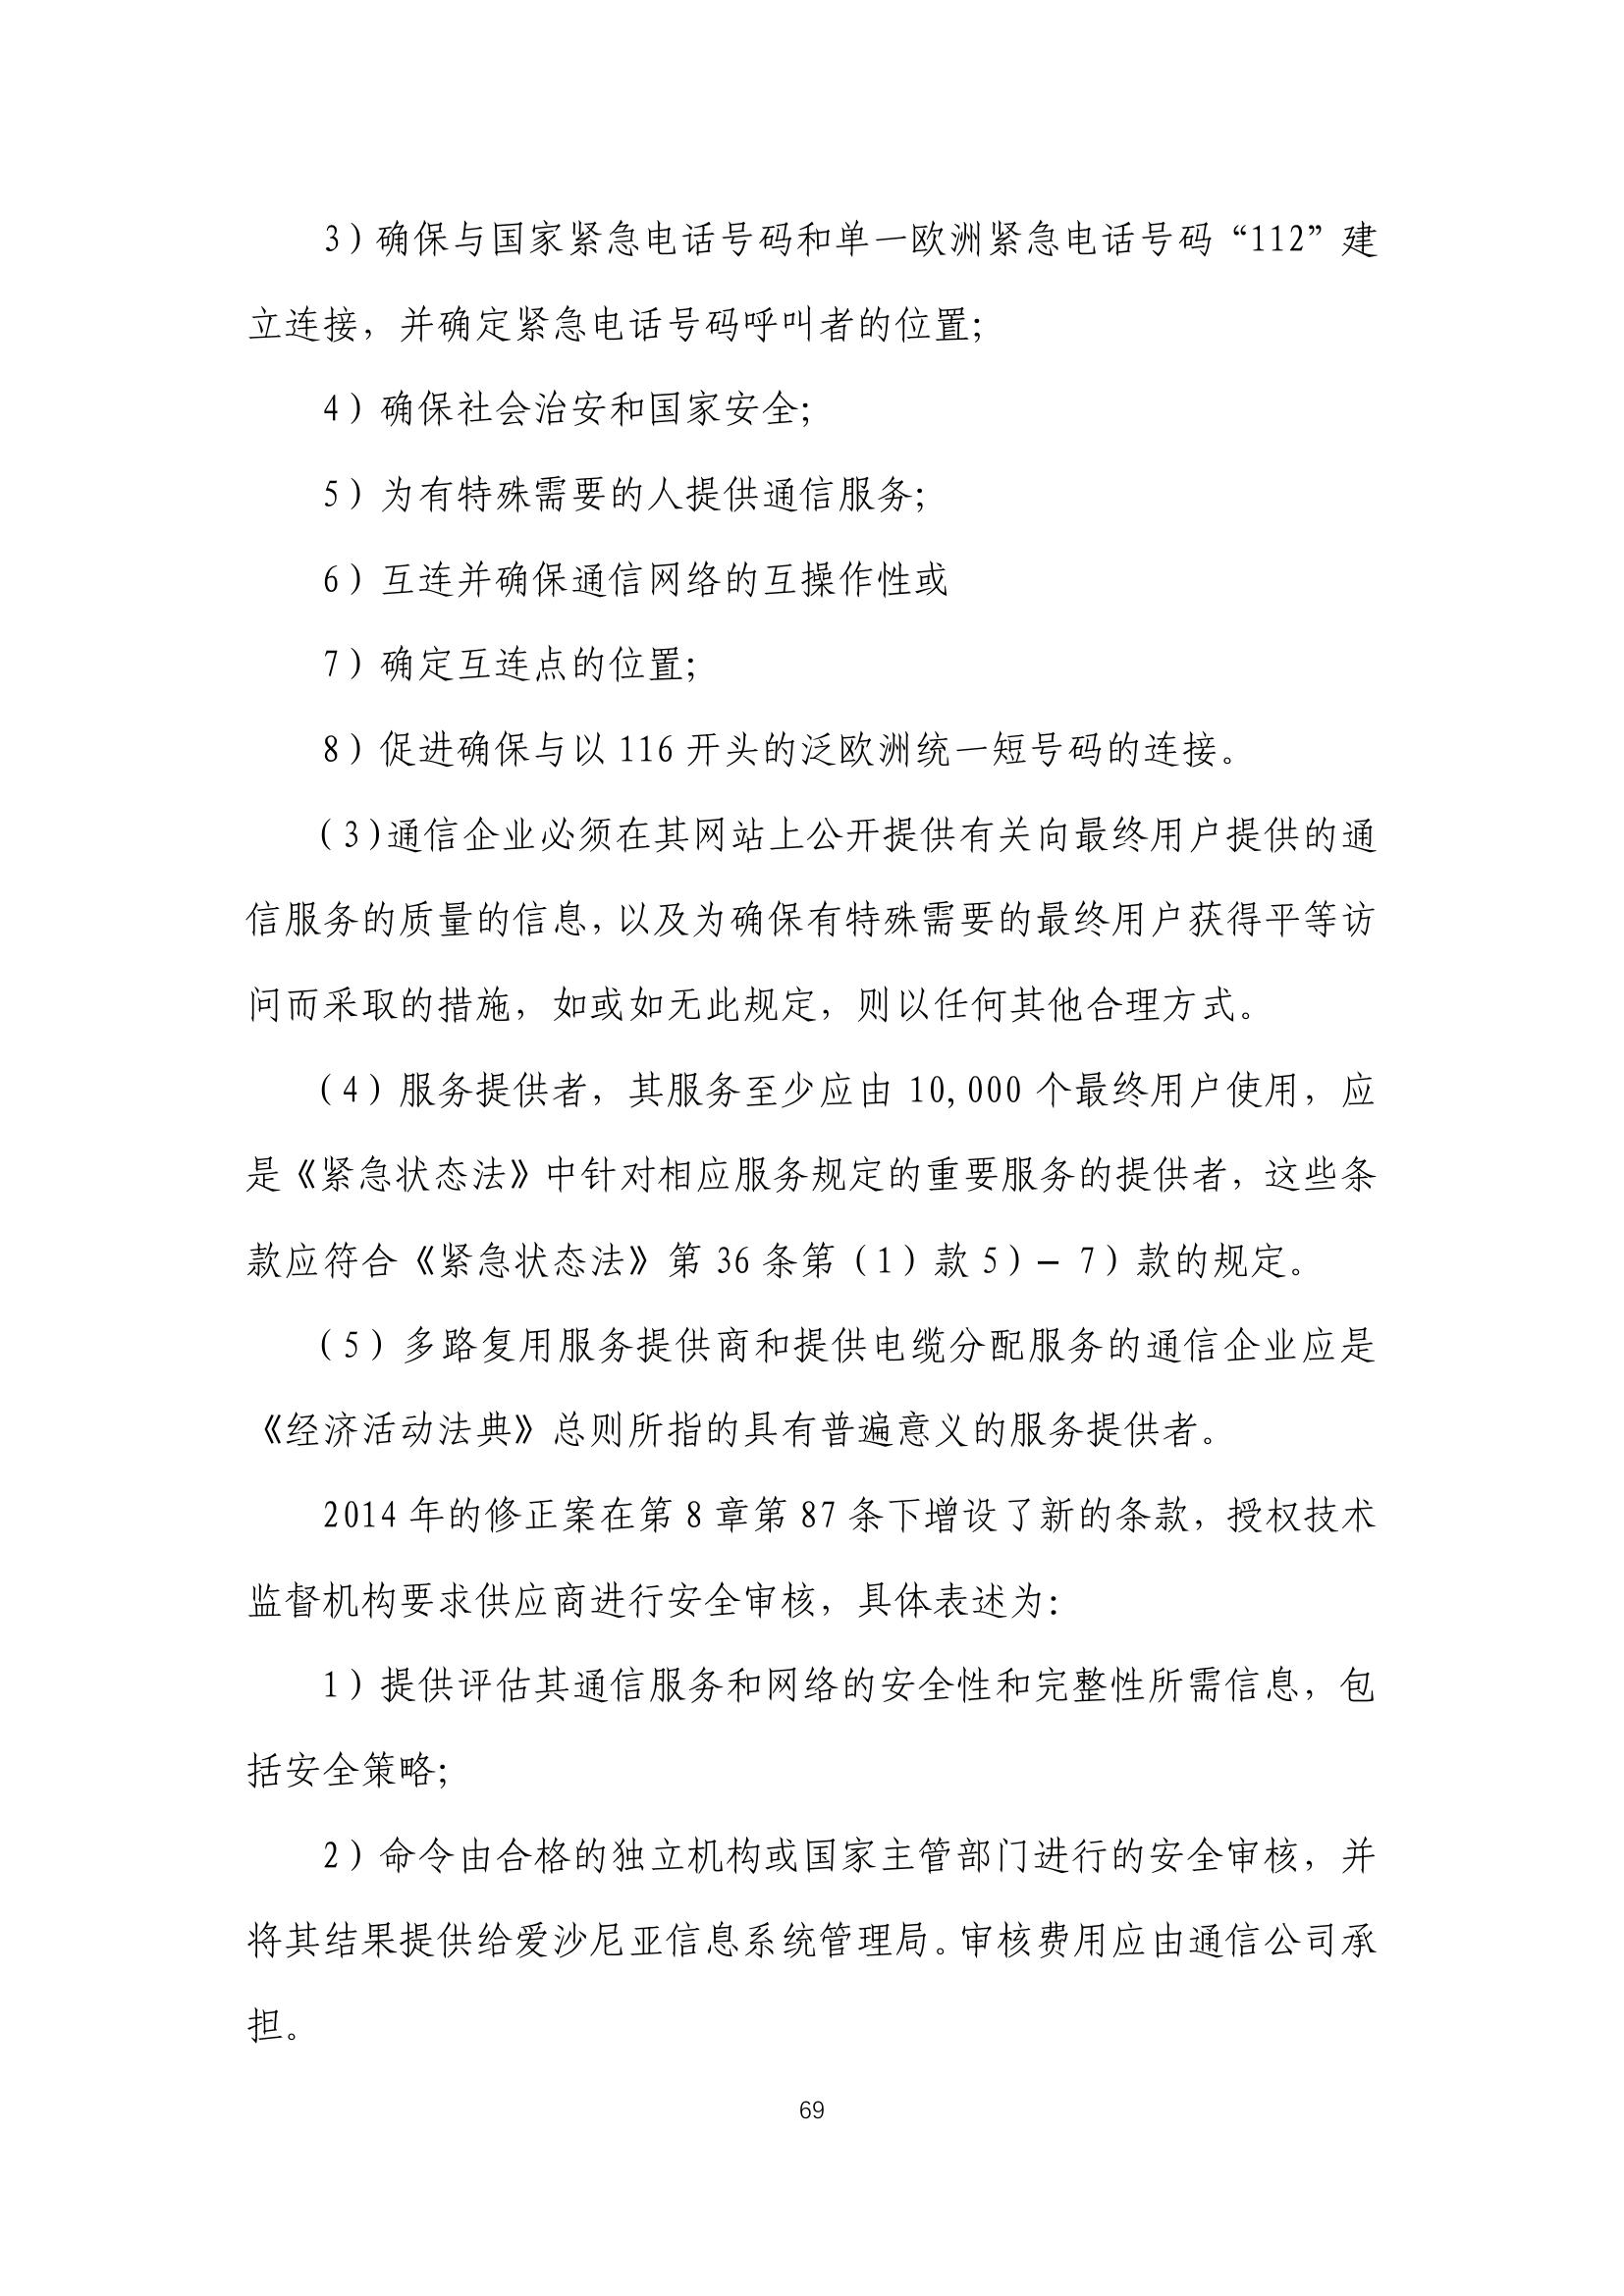 3）确保与国家紧急电话号码和单一欧洲紧急电话号码“112”建
立连接，并确定紧急电话号码呼叫者的位置；
4）确保社会治安和国家安全；
5）为有特殊需要的人提供通信服务；
6）互连并确保通信网络的互操作性或
7）确定互连点的位置；
8）促进确保与以 116 开头的泛欧洲统一短号码的连接。
（3）通信企业必须在其网站上公开提供有关向最终用户提供的通
信服务的质量的信息，以及为确保有特殊需要的最终用户获得平等访
问而采取的措施，如或如无此规定，则以任何其他合理方式。
（4）服务提供者，其服务至少应由 10,000 个最终用户使用，应
是《紧急状态法》中针对相应服务规定的重要服务的提供者，这些条
款应符合《紧急状态法》第 36 条第（1）款 5）– 7）款的规定。
（5）多路复用服务提供商和提供电缆分配服务的通信企业应是
《经济活动法典》总则所指的具有普遍意义的服务提供者。
2014 年的修正案在第 8 章第 87 条下增设了新的条款，授权技术
监督机构要求供应商进行安全审核，具体表述为：
1）提供评估其通信服务和网络的安全性和完整性所需信息，包
括安全策略；
2）命令由合格的独立机构或国家主管部门进行的安全审核，并
将其结果提供给爱沙尼亚信息系统管理局。审核费用应由通信公司承
担。
69